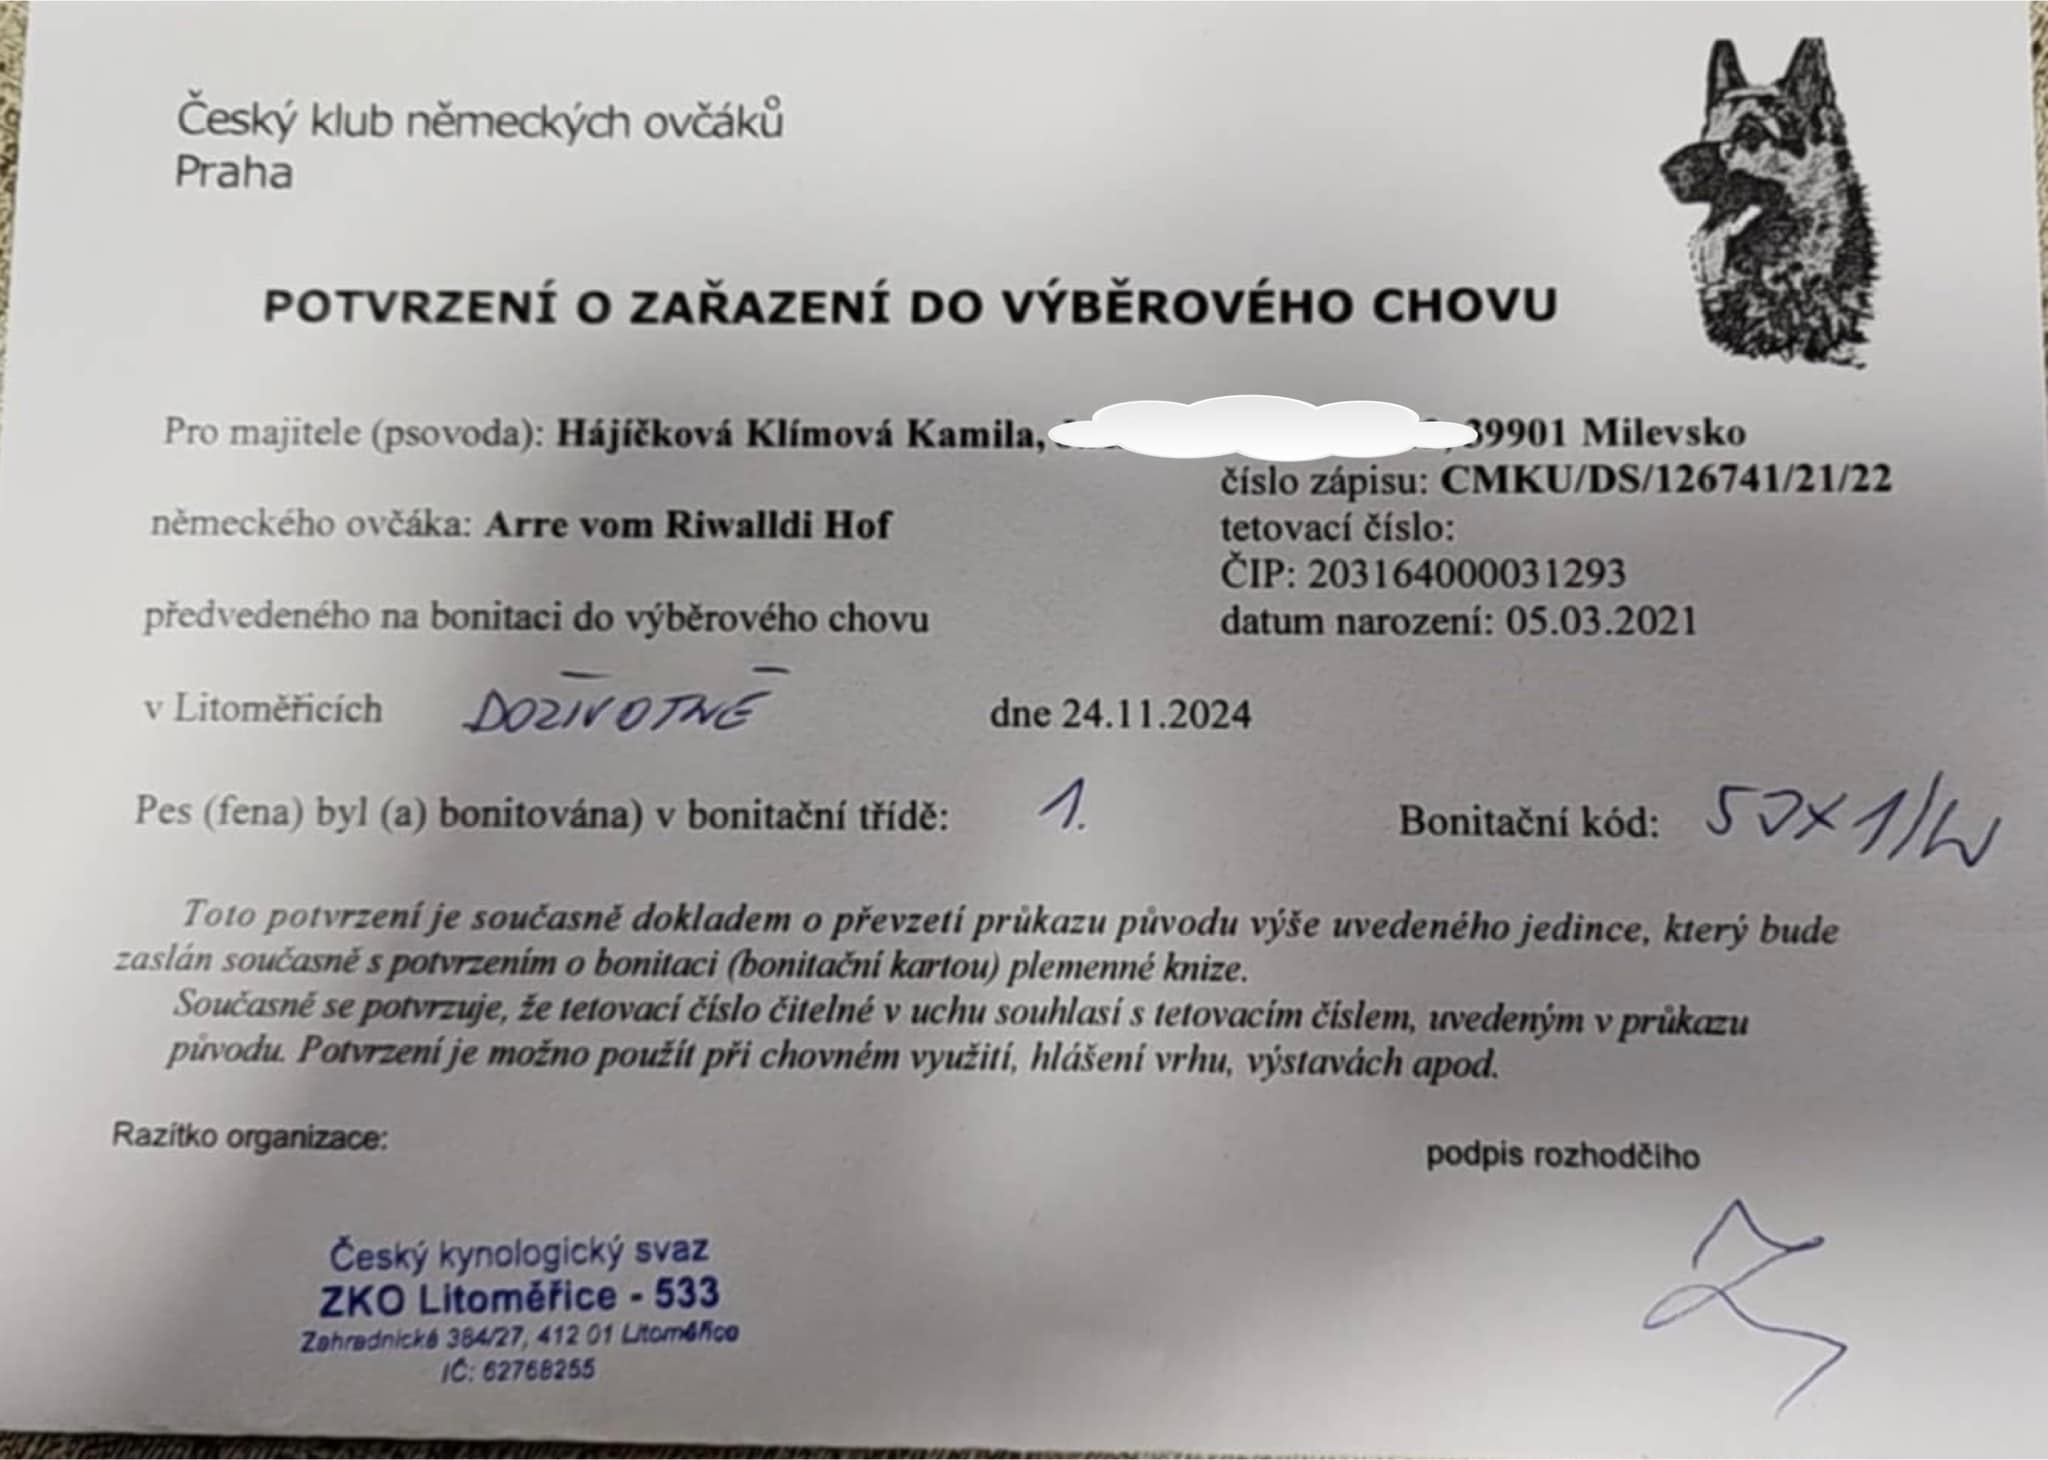 Český klub německých ovčáků
Praha
POTVRZENÍ O ZAŘAZENÍ DO VÝBĚROVÉHO CHOVU
Pro majitele (psovoda): Hájíčková Klímová Kamila, 39901 Milevsko
číslo zápisu: CMKU/DS/126741/21/22
německého ovčáka: Arre vom Riwalldi Hof
tetovací číslo:
ČIP: 203164000031293
předvedeného na bonitaci do výběrového chovu
datum narození: 05.03.2021
v Litoměřicích DOŽIVOTNĚ dne 24.11.2024
Pes (fena) byl (a) bonitována) v bonitační třídě: 1. Bonitační kód:
Toto potvrzení je současně dokladem o převzetí průkazu původu výše uvedeného jedince, který bude
zaslán současně s potvrzením o bonitaci (bonitační kartou) plemenné knize.
Současně se potvrzuje, že tetovací číslo čitelné v uchu souhlasí s tetovacím číslem, uvedeným v průkazu
původu. Potvrzení je možno použít při chovném využití, hlášení vrhu, výstavách apod.
Razítko organizace:
podpis rozhodčího
Český kynologický svaz
ZKO Litoměřice - 533
Zahradnická 384/27, 412 01 Litoměřice
IČ: 62768255